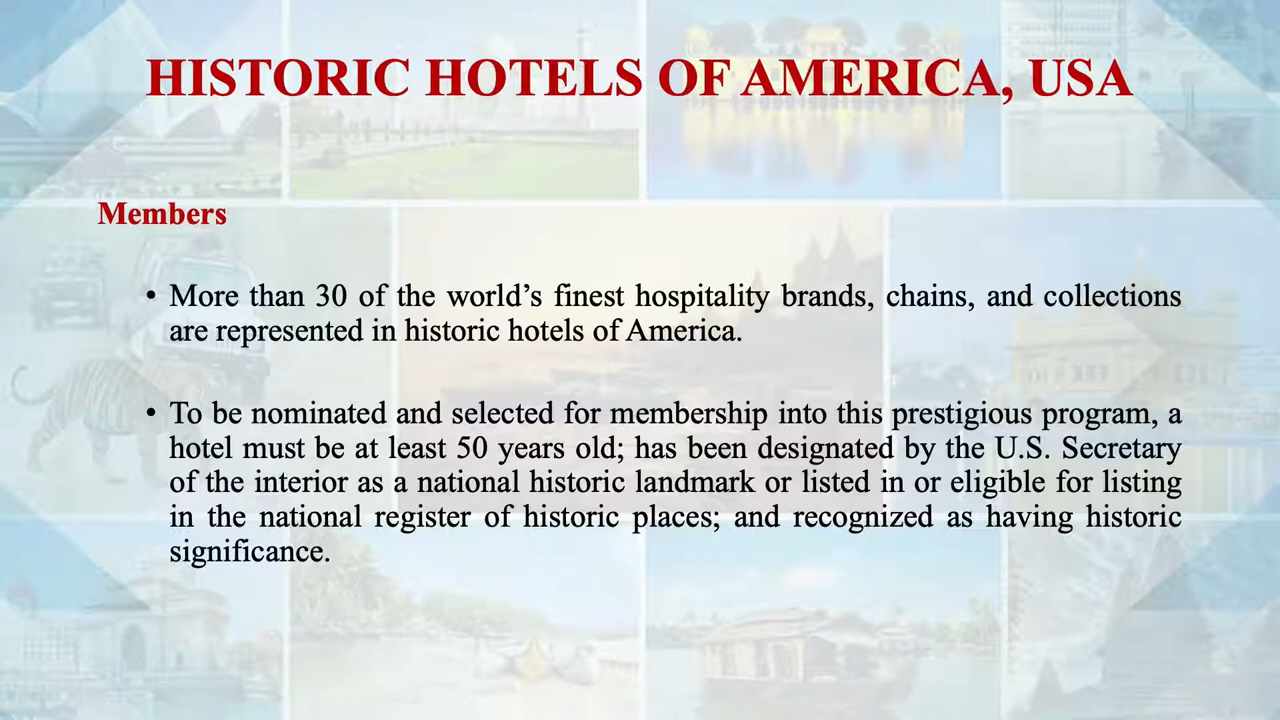 HISTORIC HOTELS OF AMERICA, USA
Members
• More than 30 of the world’s finest hospitality brands, chains, and collections
are represented in historic hotels of America.
• To be nominated and selected for membership into this prestigious program, a
hotel must be at least 50 years old; has been designated by the U.S. Secretary
of the interior as a national historic landmark or listed in or eligible for listing
in the national register of historic places; and recognized as having historic
significance.